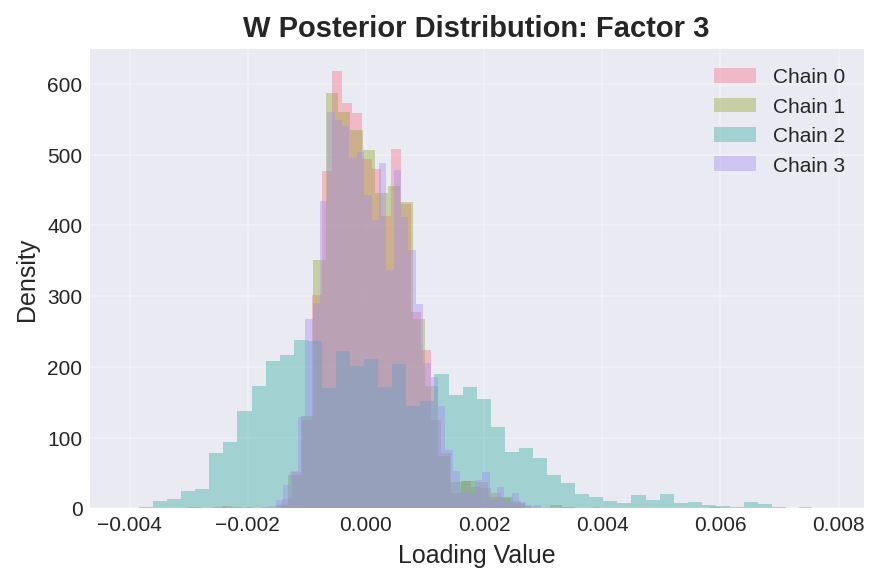 W Posterior Distribution: Factor 3
Chain 0
Chain 1
Chain 2
Chain 3
600
500
400
300
200
100
0
Density
−0.004
−0.002
0.000
0.002
0.004
0.006
0.008
Loading Value